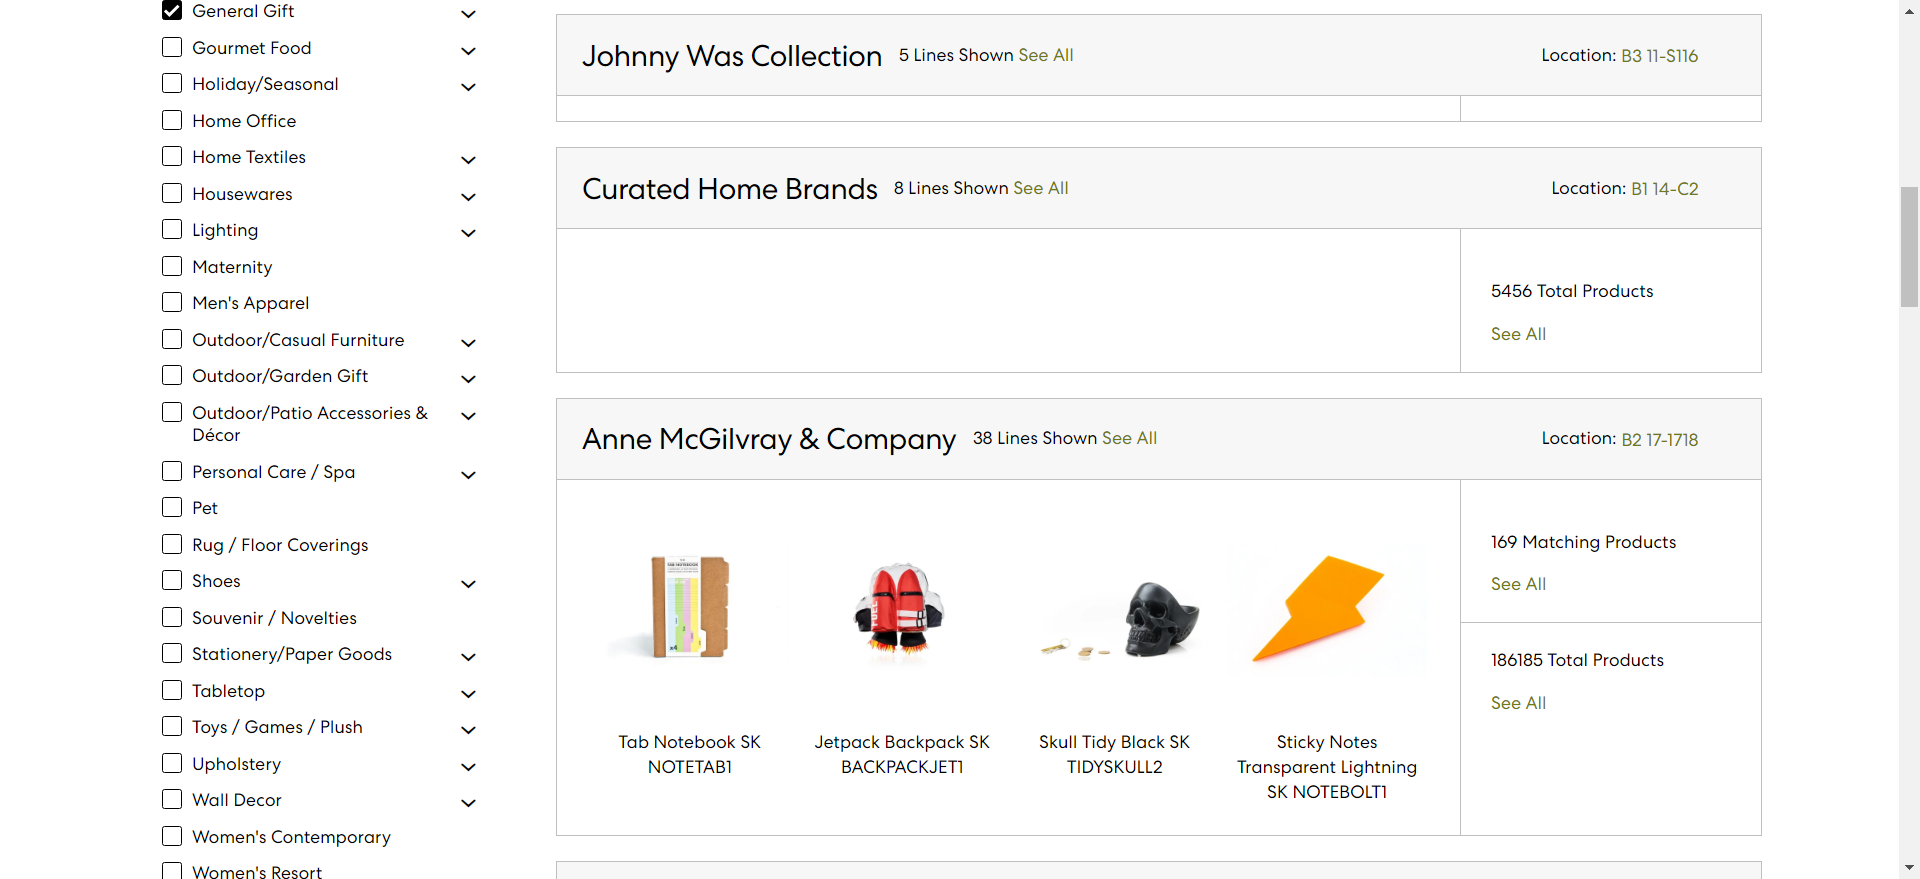 General Gift
Gourmet Food
Holiday/Seasonal
Home Office
Home Textiles
Housewares
Lighting
Maternity
Men's Apparel
Outdoor/Casual Furniture
Outdoor/Garden Gift
Outdoor/Patio Accessories &
Décor
Personal Care / Spa
Pet
Rug / Floor Coverings
Shoes
Souvenir / Novelties
Stationery/Paper Goods
Tabletop
Toys / Games / Plush
Upholstery
Wall Decor
Women's Contemporary
Women's Resort
Johnny Was Collection 5 Lines Shown See All Location: B3 11-S116
Curated Home Brands 8 Lines Shown See All Location: B1 14-C2
5456 Total Products
See All
Anne McGilvray & Company 38 Lines Shown See All Location: B2 17-1718
TAB-NOTEBOOK
x4
FUEL
Tab Notebook SK
NOTETAB1
Jetpack Backpack SK
BACKPACKJET1
Skull Tidy Black SK
TIDYSKULL2
Sticky Notes
Transparent Lightning
SK NOTEBOLT1
169 Matching Products
See All
186185 Total Products
See All